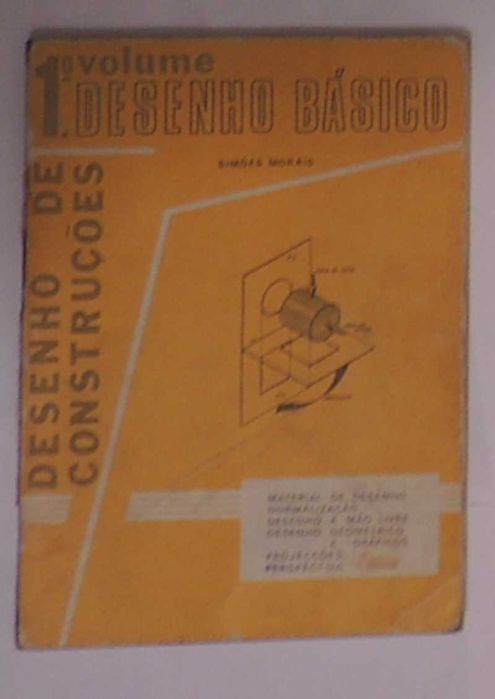 1.º volume
DESENHO BÁSICO
SIMÕES MORAIS
DESENHO DE
CONSTRUÇÕES
MATERIAL DE DESENHO
NORMALIZAÇÃO
DESENHO À MÃO LIVRE
DESENHO GEOMÉTRICO
E GRÁFICOS
PROJECÇÕES
PERSPECTIVA